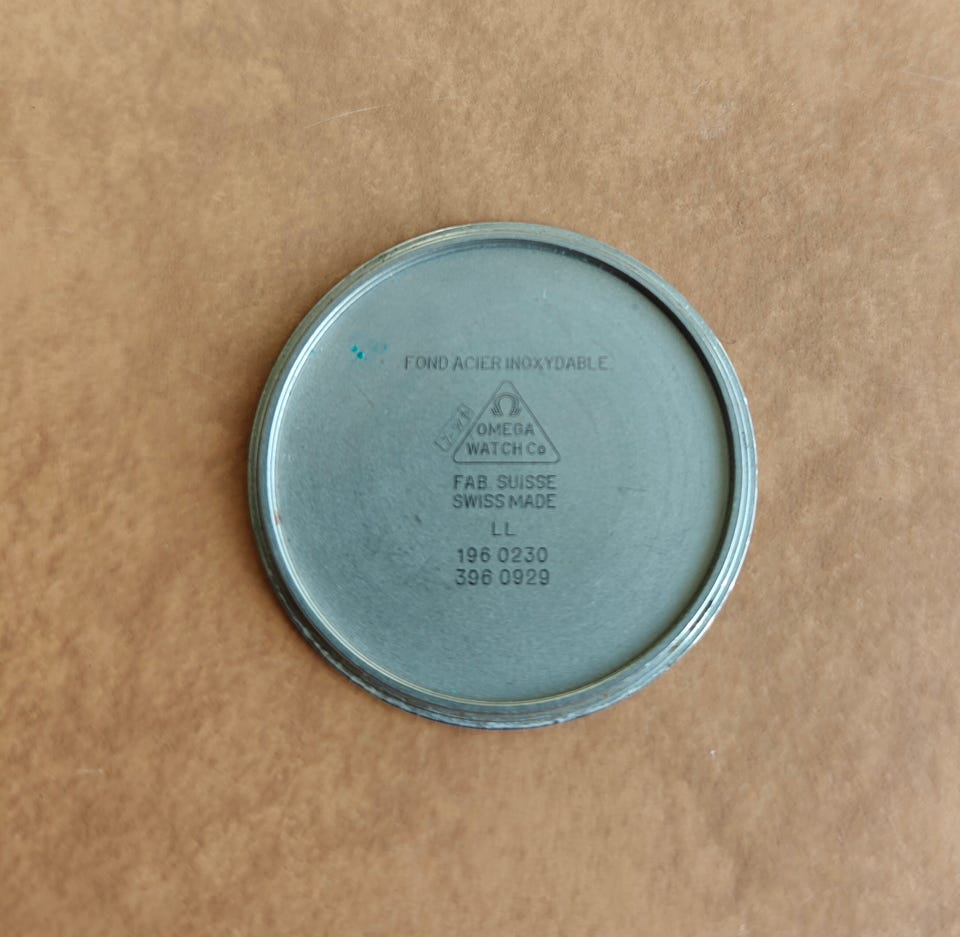 FOND ACIER INOXYDABLE
OMEGA
WATCH Co
FAB. SUISSE
SWISS MADE
LL
196 0230
396 0929